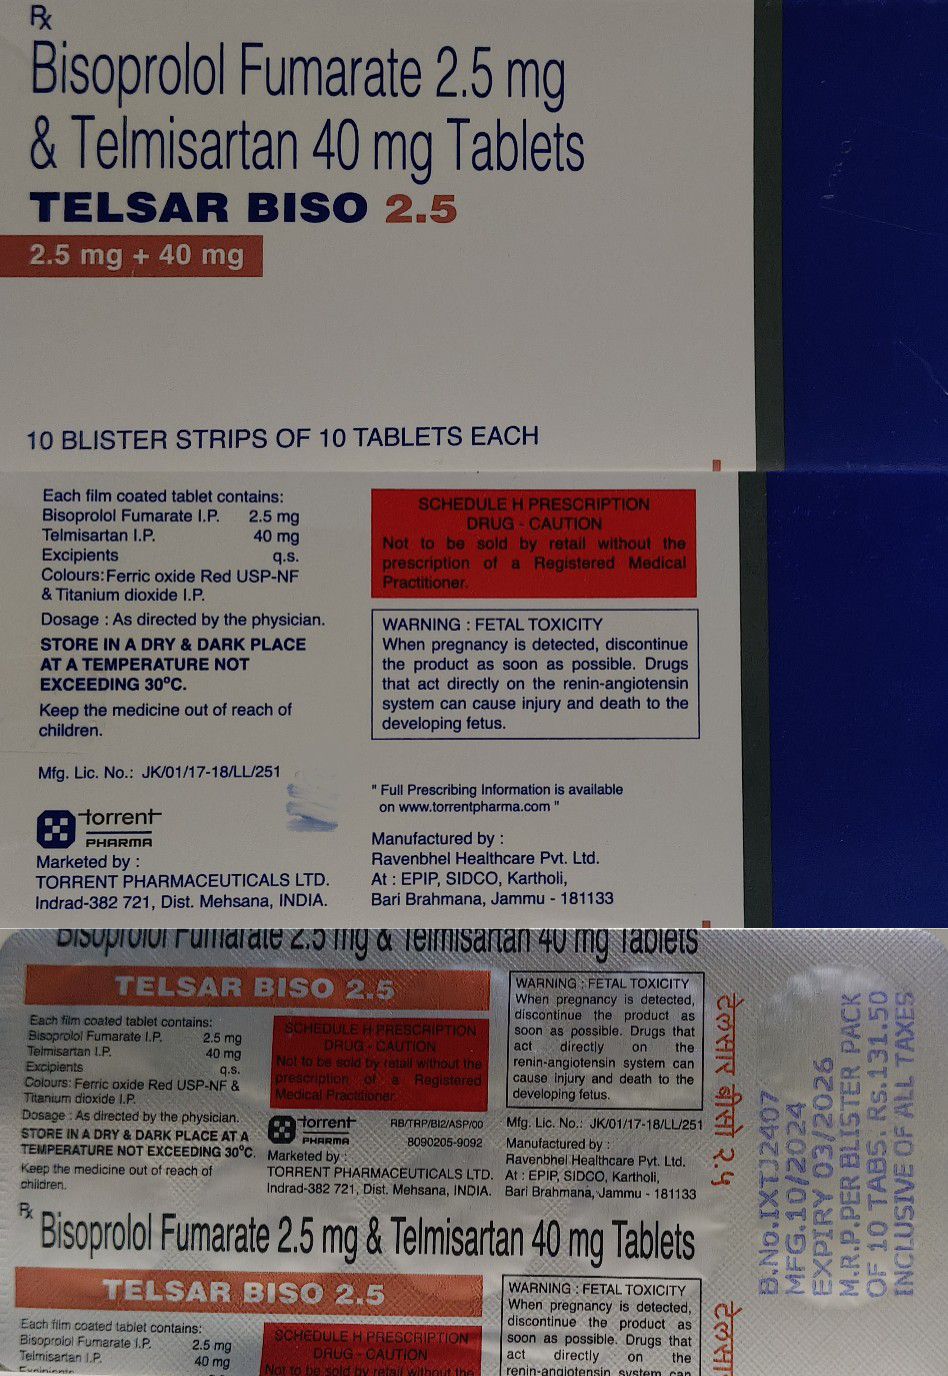 Rx
Bisoprolol Fumarate 2.5 mg
& Telmisartan 40 mg Tablets
TELSAR BISO 2.5
2.5 mg + 40 mg
10 BLISTER STRIPS OF 10 TABLETS EACH
Each film coated tablet contains:
Bisoprolol Fumarate I.P. 2.5 mg
Telmisartan I.P. 40 mg
Excipients q.s.
Colours: Ferric oxide Red USP-NF
& Titanium dioxide I.P.
Dosage : As directed by the physician.
STORE IN A DRY & DARK PLACE
AT A TEMPERATURE NOT
EXCEEDING 30°C.
Keep the medicine out of reach of
children.
Mfg. Lic. No.: JK/01/17-18/LL/251
torrent
PHARMA
Marketed by :
TORRENT PHARMACEUTICALS LTD.
Indrad-382 721, Dist. Mehsana, INDIA.
SCHEDULE H PRESCRIPTION
DRUG - CAUTION
Not to be sold by retail without the
prescription of a Registered Medical
Practitioner.
WARNING : FETAL TOXICITY
When pregnancy is detected, discontinue
the product as soon as possible. Drugs
that act directly on the renin-angiotensin
system can cause injury and death to the
developing fetus.
" Full Prescribing Information is available
on www.torrentpharma.com "
Manufactured by :
Ravenbhel Healthcare Pvt. Ltd.
At : EPIP, SIDCO, Kartholi,
Bari Brahmana, Jammu - 181133
Bisoprolol Fumarate 2.5 mg & Telmisartan 40 mg Tablets
TELSAR BISO 2.5
Each film coated tablet contains:
Bisoprolol Fumarate I.P. 2.5 mg
Telmisartan I.P. 40 mg
Excipients q.s.
Colours: Ferric oxide Red USP-NF &
Titanium dioxide I.P.
Dosage : As directed by the physician.
STORE IN A DRY & DARK PLACE AT A
TEMPERATURE NOT EXCEEDING 30°C.
Keep the medicine out of reach of
children.
SCHEDULE H PRESCRIPTION
DRUG - CAUTION
Not to be sold by retail without the
prescription of a Registered
Medical Practitioner.
torrent
PHARMA
RB/TRP/BI2/ASP/00
8090205-9092
Marketed by :
TORRENT PHARMACEUTICALS LTD.
Indrad-382 721, Dist. Mehsana, INDIA.
WARNING : FETAL TOXICITY
When pregnancy is detected,
discontinue the product as
soon as possible. Drugs that
act directly on the
renin-angiotensin system can
cause injury and death to the
developing fetus.
Mfg. Lic. No.: JK/01/17-18/LL/251
Manufactured by :
Ravenbhel Healthcare Pvt. Ltd.
At : EPIP, SIDCO, Kartholi,
Bari Brahmana, Jammu - 181133
टेलसार बीसो २.५
B.No.IXTJ2407
MFG.10/2024
EXPIRY 03/2026
M.R.P.PER BLISTER PACK
OF 10 TABS. Rs.131.50
INCLUSIVE OF ALL TAXES
Rx
Bisoprolol Fumarate 2.5 mg & Telmisartan 40 mg Tablets
TELSAR BISO 2.5
Each film coated tablet contains:
Bisoprolol Fumarate I.P. 2.5 mg
Telmisartan I.P. 40 mg
Excipients
SCHEDULE H PRESCRIPTION
DRUG - CAUTION
Not to be sold by retail without the
WARNING : FETAL TOXICITY
When pregnancy is detected,
discontinue the product as
soon as possible. Drugs that
act directly on the
renin-angiotensin system can